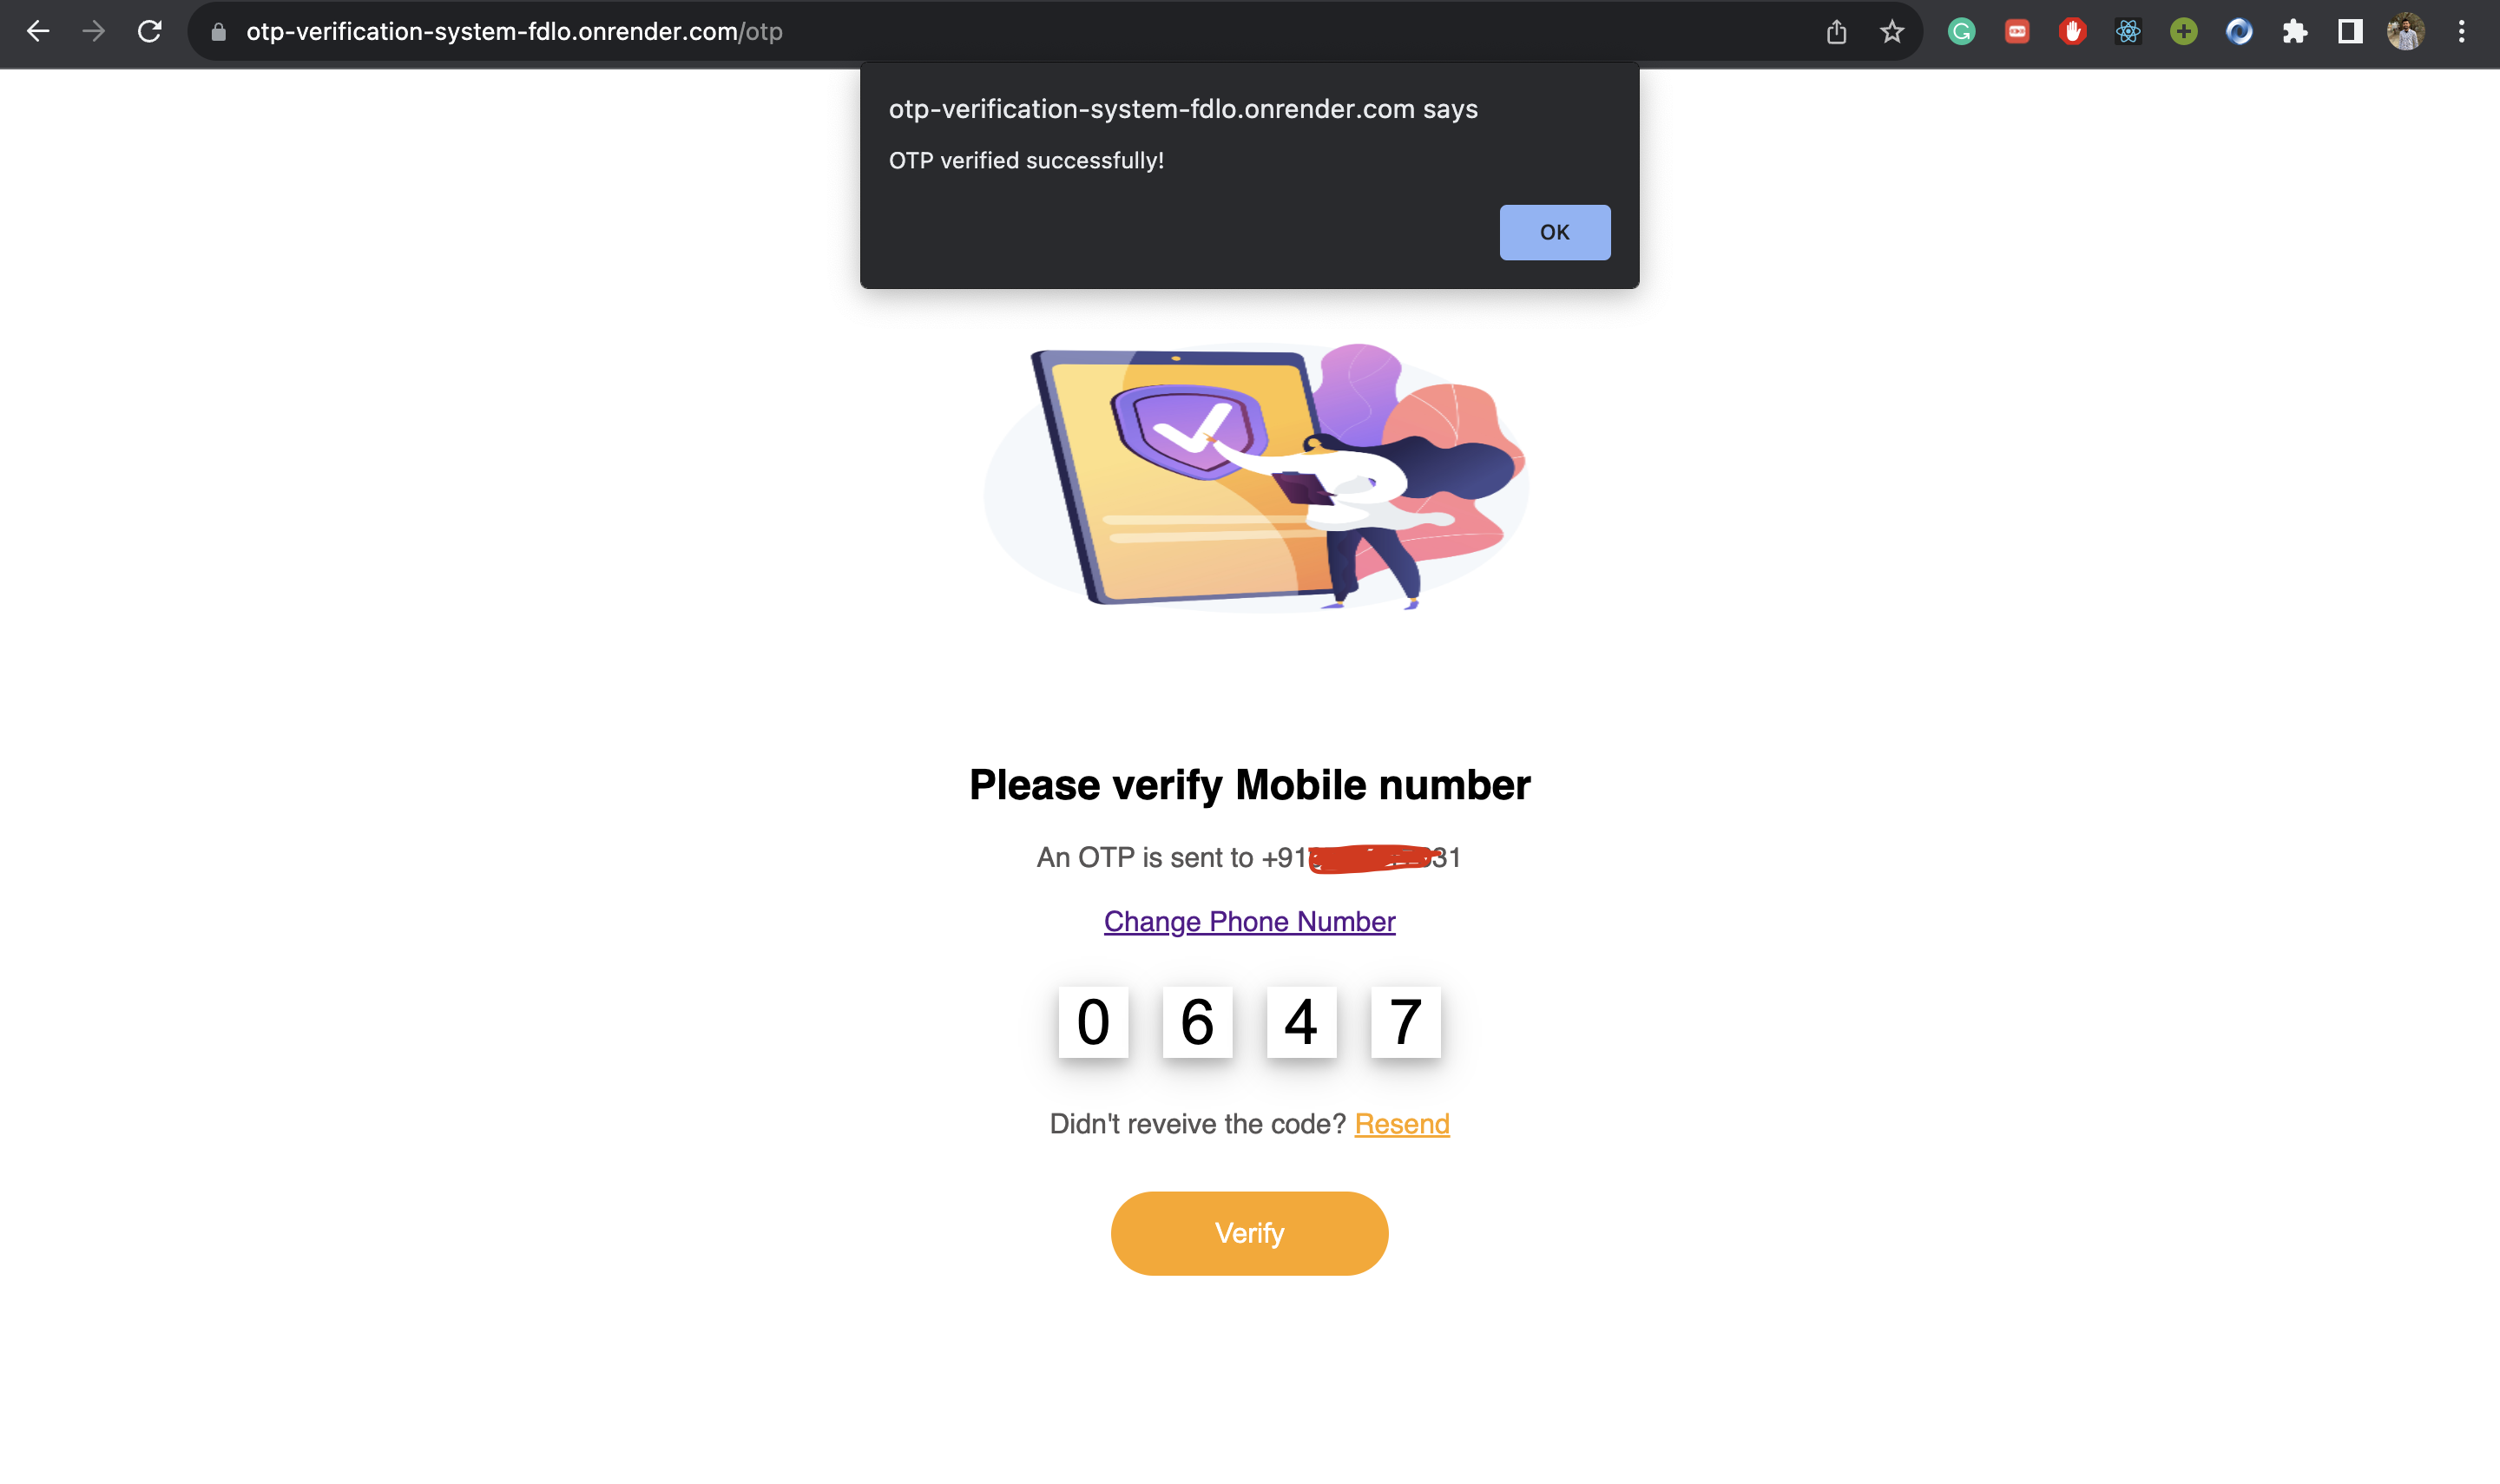 otp-verification-system-fdlo.onrender.com/otp
otp-verification-system-fdlo.onrender.com says
OTP verified successfully!
OK
Please verify Mobile number
An OTP is sent to +91 31
Change Phone Number
0 6 4 7
Didn't reveive the code? Resend
Verify